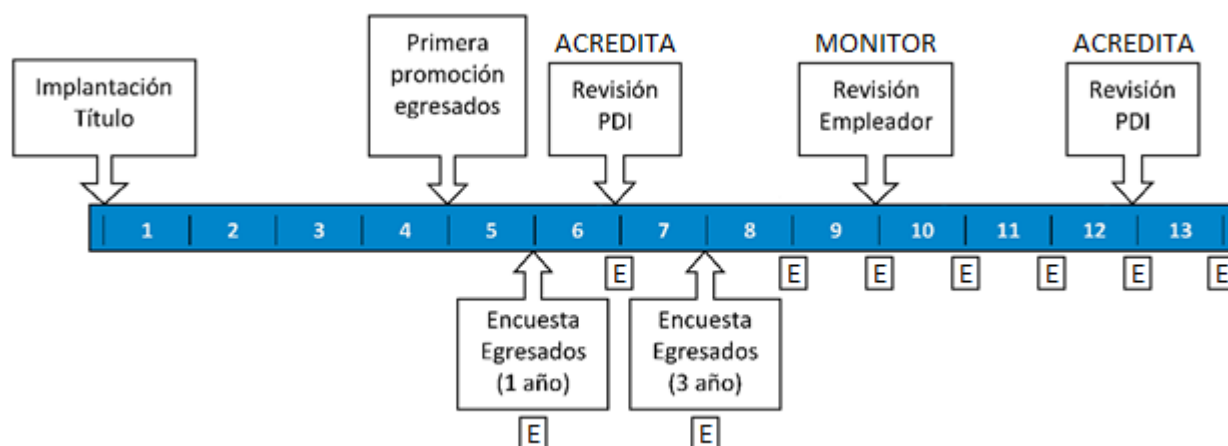 ACREDITA
MONITOR
ACREDITA
Implantación
Título
Primera
promoción
egresados
Revisión
PDI
Revisión
Empleador
Revisión
PDI
1 2 3 4 5 6 7 8 9 10 11 12 13
E E E E E E E
Encuesta
Egresados
(1 año)
Encuesta
Egresados
(3 año)
E E